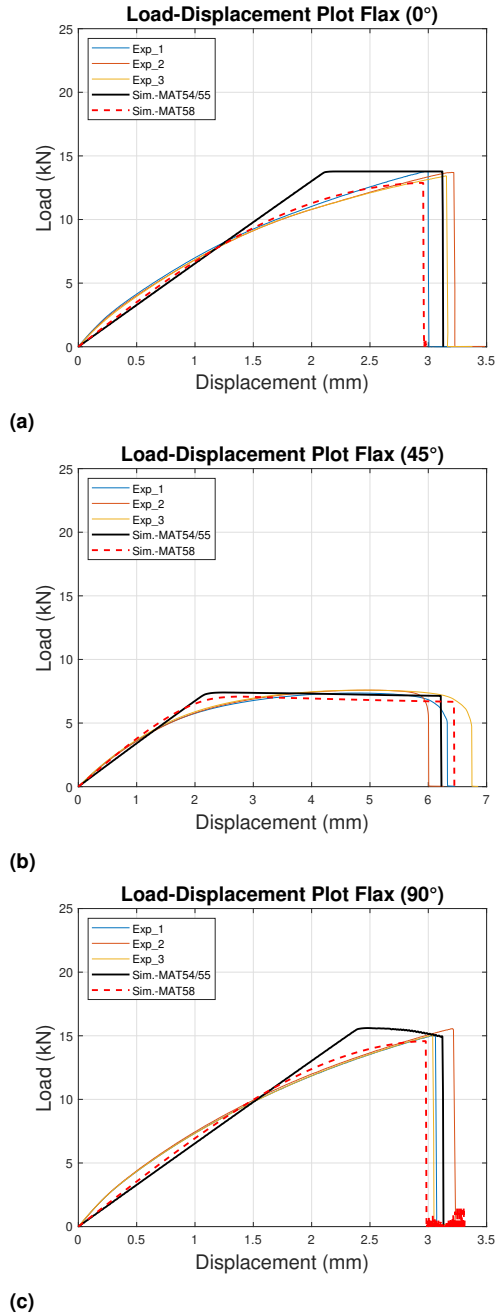 Load-Displacement Plot Flax (0°)
Exp_1
Exp_2
Exp_3
Sim.-MAT54/55
Sim.-MAT58
25
20
15
10
5
0
Load (kN)
0 0.5 1 1.5 2 2.5 3 3.5
Displacement (mm)
(a)
Load-Displacement Plot Flax (45°)
Exp_1
Exp_2
Exp_3
Sim.-MAT54/55
Sim.-MAT58
25
20
15
10
5
0
Load (kN)
0 1 2 3 4 5 6 7
Displacement (mm)
(b)
Load-Displacement Plot Flax (90°)
Exp_1
Exp_2
Exp_3
Sim.-MAT54/55
Sim.-MAT58
25
20
15
10
5
0
Load (kN)
0 0.5 1 1.5 2 2.5 3 3.5
Displacement (mm)
(c)